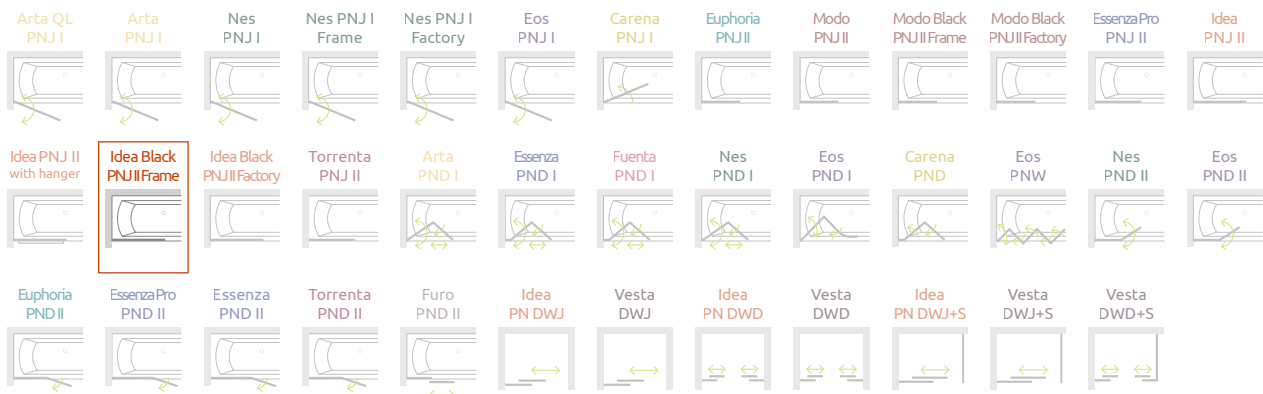 Arta QL
PNJ I
Arta
PNJ I
Nes
PNJ I
Nes PNJ I
Frame
Nes PNJ I
Factory
Eos
PNJ I
Carena
PNJ I
Euphoria
PNJ II
Modo
PNJ II
Modo Black
PNJ II Frame
Modo Black
PNJ II Factory
Essenza Pro
PNJ II
Idea
PNJ II
Idea PNJ II
with hanger
Idea Black
PNJ II Frame
Idea Black
PNJ II Factory
Torrenta
PNJ II
Arta
PND I
Essenza
PND I
Fuenta
PND I
Nes
PND I
Eos
PND I
Carena
PND
Eos
PNW
Nes
PND II
Eos
PND II
Euphoria
PND II
Essenza Pro
PND II
Essenza
PND II
Torrenta
PND II
Furo
PND II
Idea
PN DWJ
Vesta
DWJ
Idea
PN DWD
Vesta
DWD
Idea
PN DWJ+S
Vesta
DWJ+S
Vesta
DWD+S